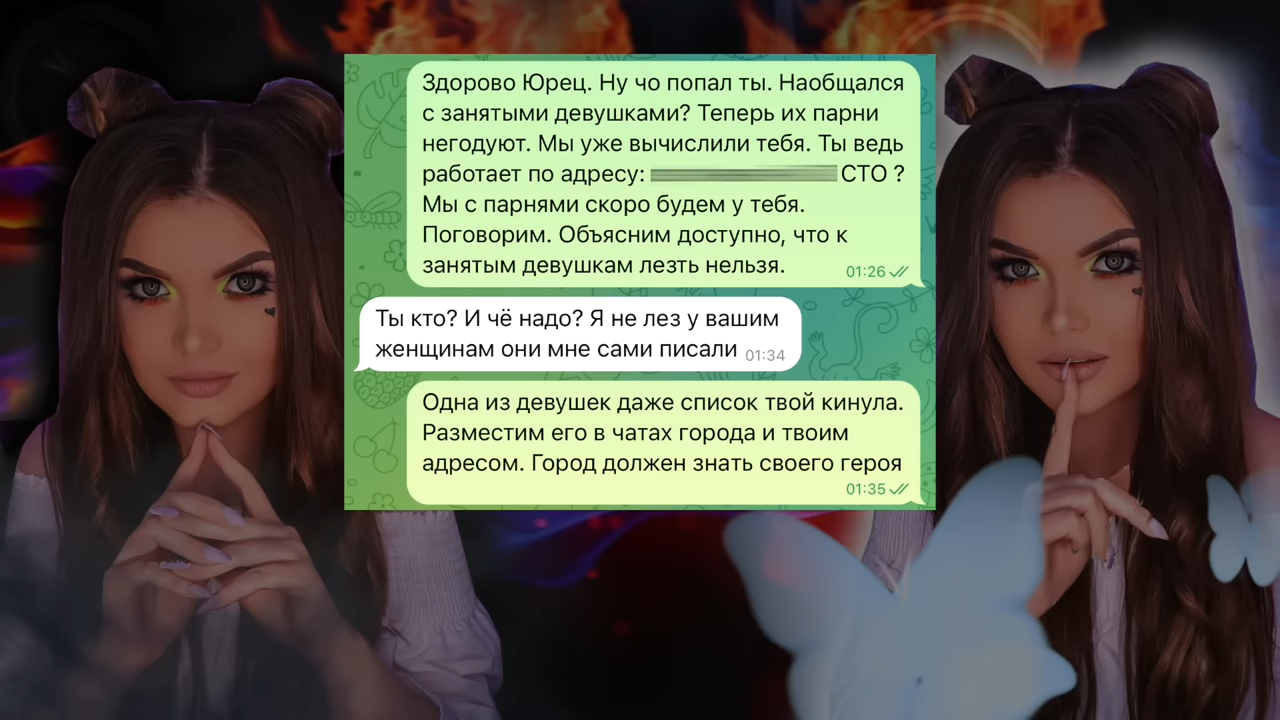 Здорово Юрец. Ну чо попал ты. Наобщался
с занятыми девушками? Теперь их парни
негодуют. Мы уже вычислили тебя. Ты ведь
работает по адресу: СТО ?
Мы с парнями скоро будем у тебя.
Поговорим. Объясним доступно, что к
занятым девушкам лезть нельзя.
01:26
Ты кто? И чё надо? Я не лез у вашим
женщинам они мне сами писали 01:34
Одна из девушек даже список твой кинула.
Разместим его в чатах города и твоим
адресом. Город должен знать своего героя
01:35